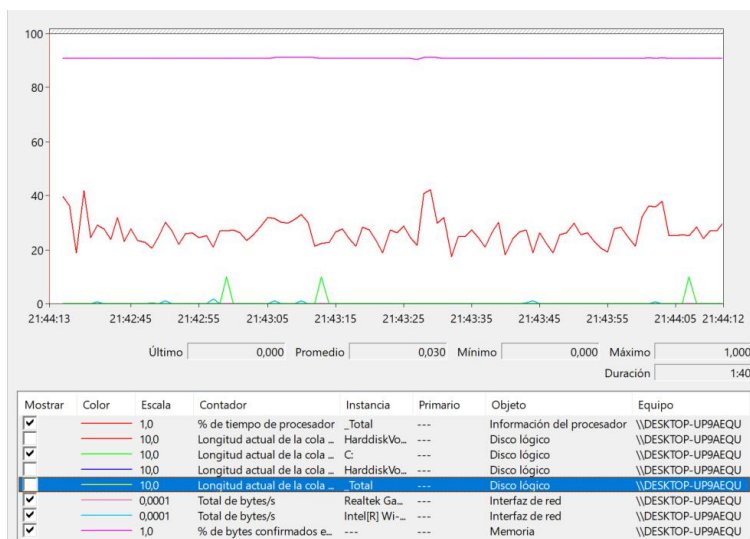 100
80
60
40
20
0
21:44:13 21:42:45 21:42:55 21:43:05 21:43:15 21:43:25 21:43:35 21:43:45 21:43:55 21:44:05 21:44:12
Último 0,000 Promedio 0,030 Mínimo 0,000 Máximo 1,000
Duración 1:40
Mostrar Color Escala Contador Instancia Primario Objeto Equipo
1,0 % de tiempo de procesador _Total --- Información del procesador \\DESKTOP-UP9AEQU
10,0 Longitud actual de la cola ... HarddiskVo... --- Disco lógico \\DESKTOP-UP9AEQU
10,0 Longitud actual de la cola ... C: --- Disco lógico \\DESKTOP-UP9AEQU
10,0 Longitud actual de la cola ... HarddiskVo... --- Disco lógico \\DESKTOP-UP9AEQU
10,0 Longitud actual de la cola ... _Total --- Disco lógico \\DESKTOP-UP9AEQU
0,0001 Total de bytes/s Realtek Ga... --- Interfaz de red \\DESKTOP-UP9AEQU
0,0001 Total de bytes/s Intel[R] Wi-... --- Interfaz de red \\DESKTOP-UP9AEQU
1,0 % de bytes confirmados e... --- --- Memoria \\DESKTOP-UP9AEQU